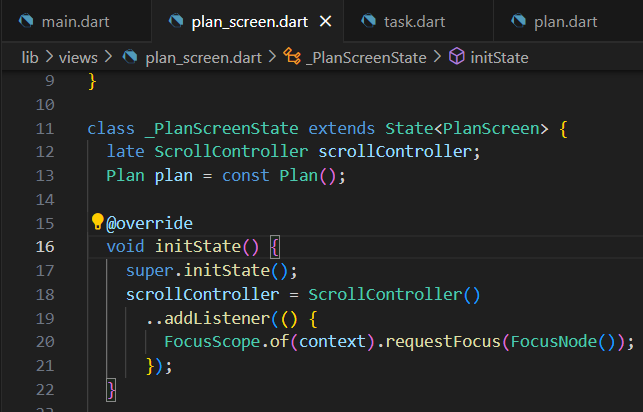 main.dart plan_screen.dart task.dart plan.dart
lib > views > plan_screen.dart > _PlanScreenState > initState
9 }
10
11 class _PlanScreenState extends State<PlanScreen> {
12 late ScrollController scrollController;
13 Plan plan = const Plan();
14
15 @override
16 void initState() {
17 super.initState();
18 scrollController = ScrollController()
19 ..addListener(() {
20 FocusScope.of(context).requestFocus(FocusNode());
21 });
22 }